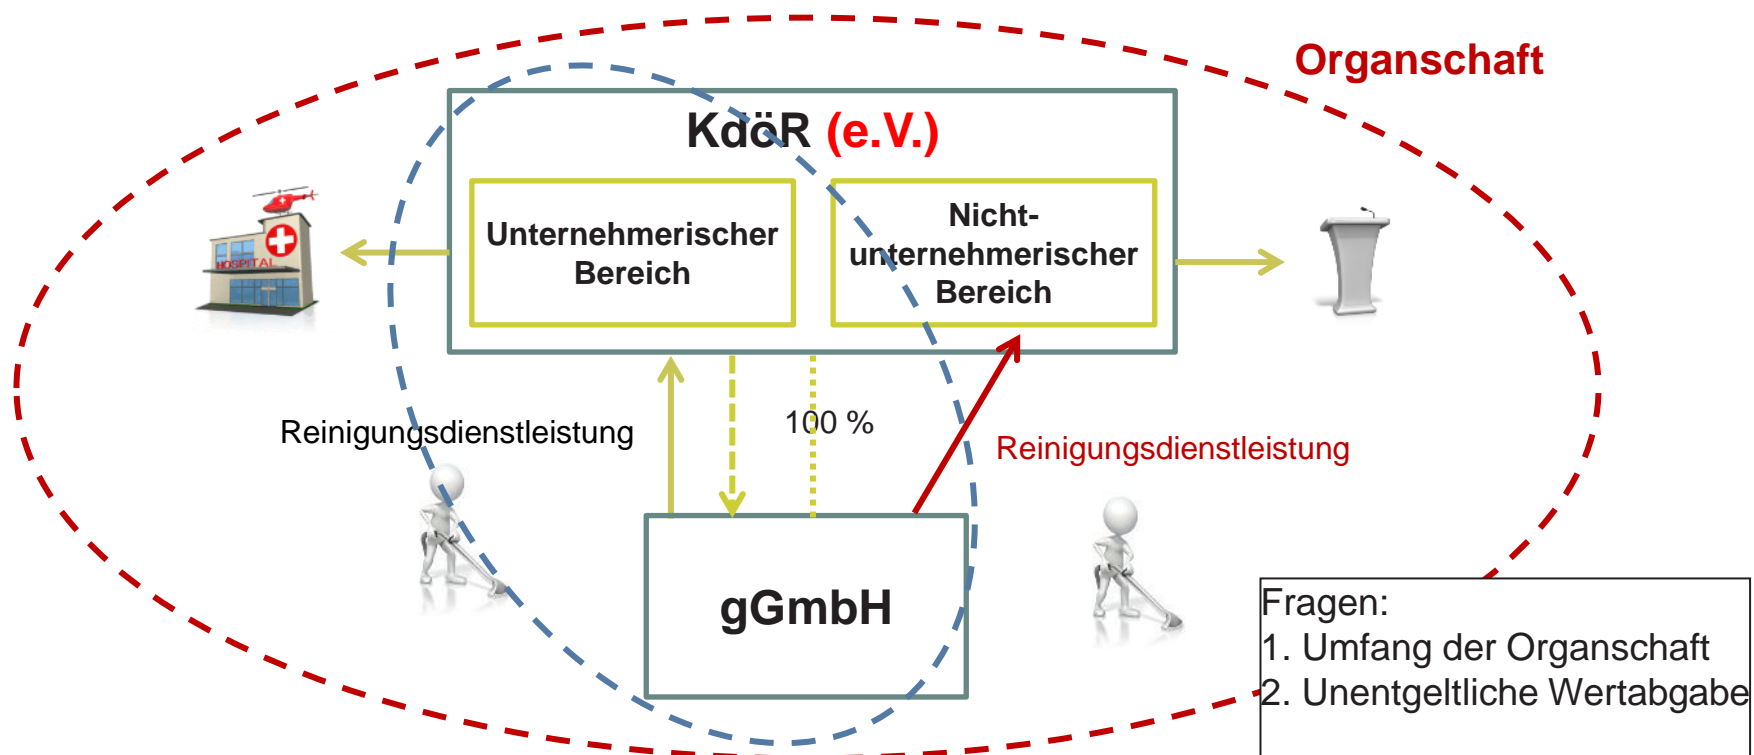 Organschaft
KdöR (e.V.)
Unternehmerischer
Bereich
Nicht-
unternehmerischer
Bereich
HOSPITAL
Reinigungsdienstleistung
100 %
Reinigungsdienstleistung
gGmbH
Fragen:
1. Umfang der Organschaft
2. Unentgeltliche Wertabgabe